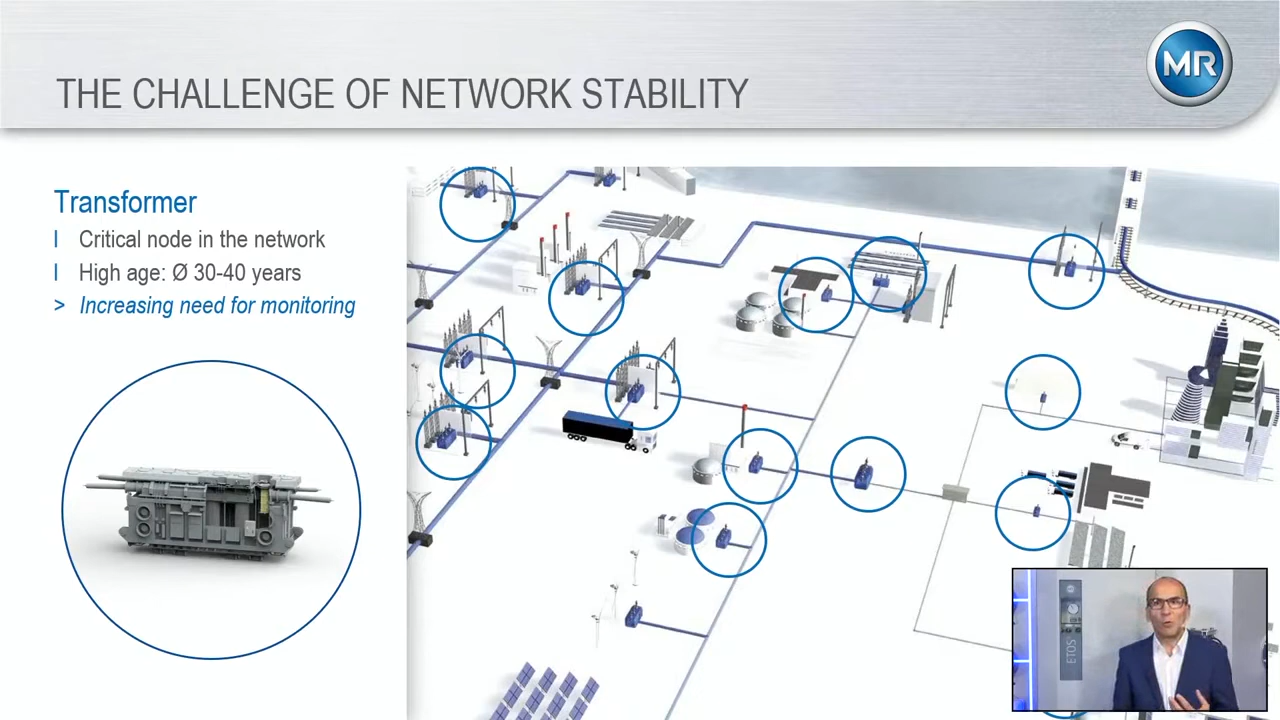 THE CHALLENGE OF NETWORK STABILITY
MR
Transformer
| Critical node in the network
| High age: Ø 30-40 years
> Increasing need for monitoring
ETOS